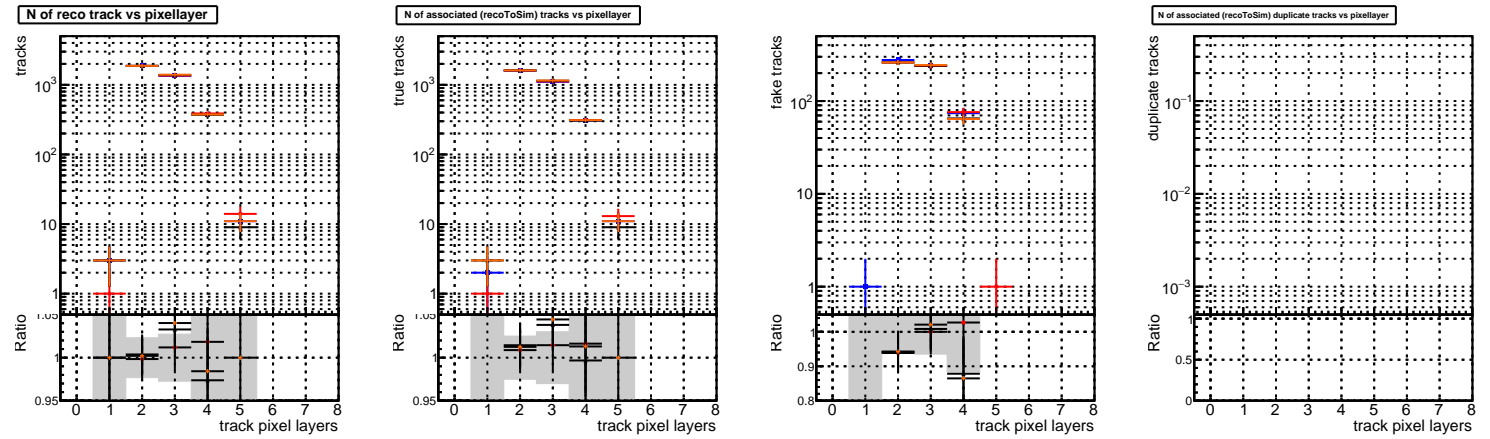 N of reco track vs pixellayer
tracks
10³
10²
10
1
Ratio
1.05
1
0.95
0 1 2 3 4 5 6 7 8
track pixel layers
N of associated (recoToSim) tracks vs pixellayer
true tracks
10³
10²
10
1
Ratio
1.05
1
0.95
0 1 2 3 4 5 6 7 8
track pixel layers
fake tracks
10²
10
1
Ratio
1
0.9
0.8
0 1 2 3 4 5 6 7 8
track pixel layers
N of associated (recoToSim) duplicate tracks vs pixellayer
duplicate tracks
10⁻¹
10⁻²
10⁻³
Ratio
1
0.5
0
0 1 2 3 4 5 6 7 8
track pixel layers